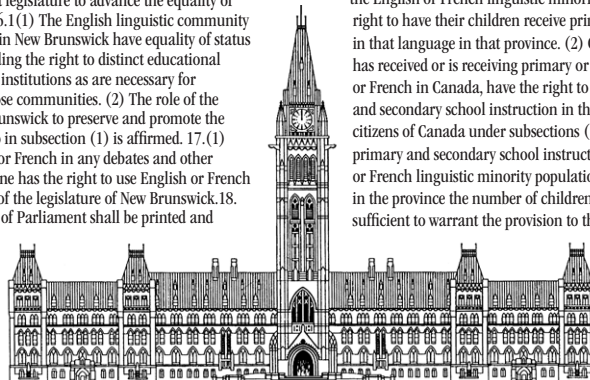 legislature to advance the equality of
6.1(1) The English linguistic community
in New Brunswick have equality of status
ding the right to distinct educational
institutions as are necessary for
ose communities. (2) The role of the
unswick to preserve and promote the
o in subsection (1) is affirmed. 17.(1)
or French in any debates and other
ne has the right to use English or French
of the legislature of New Brunswick.18.
of Parliament shall be printed and
the English or French linguistic minori
right to have their children receive prin
in that language in that province. (2) C
has received or is receiving primary or
or French in Canada, have the right to
and secondary school instruction in th
citizens of Canada under subsections (
primary and secondary school instruct
or French linguistic minority populatio
in the province the number of children
sufficient to warrant the provision to th